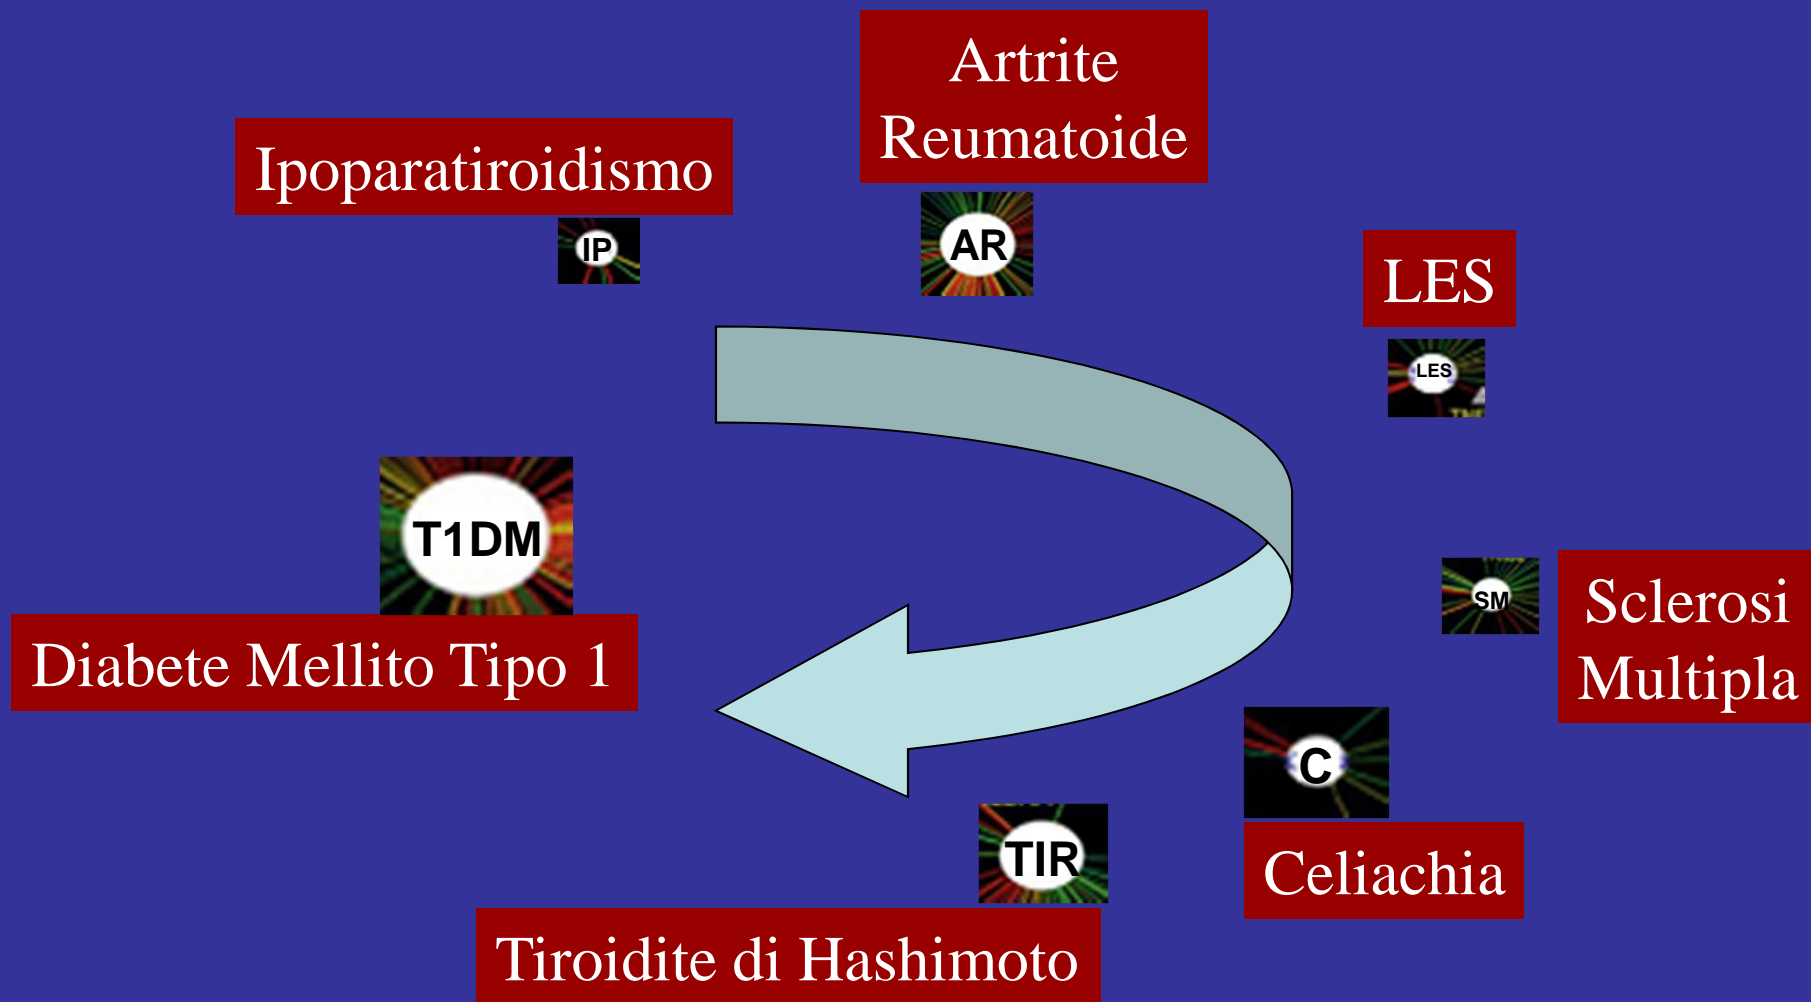 Artrite
Reumatoide
Ipoparatiroidismo
IP
AR
LES
LES
T1DM
Diabete Mellito Tipo 1
SM
Sclerosi
Multipla
C
Celiachia
TIR
Tiroidite di Hashimoto